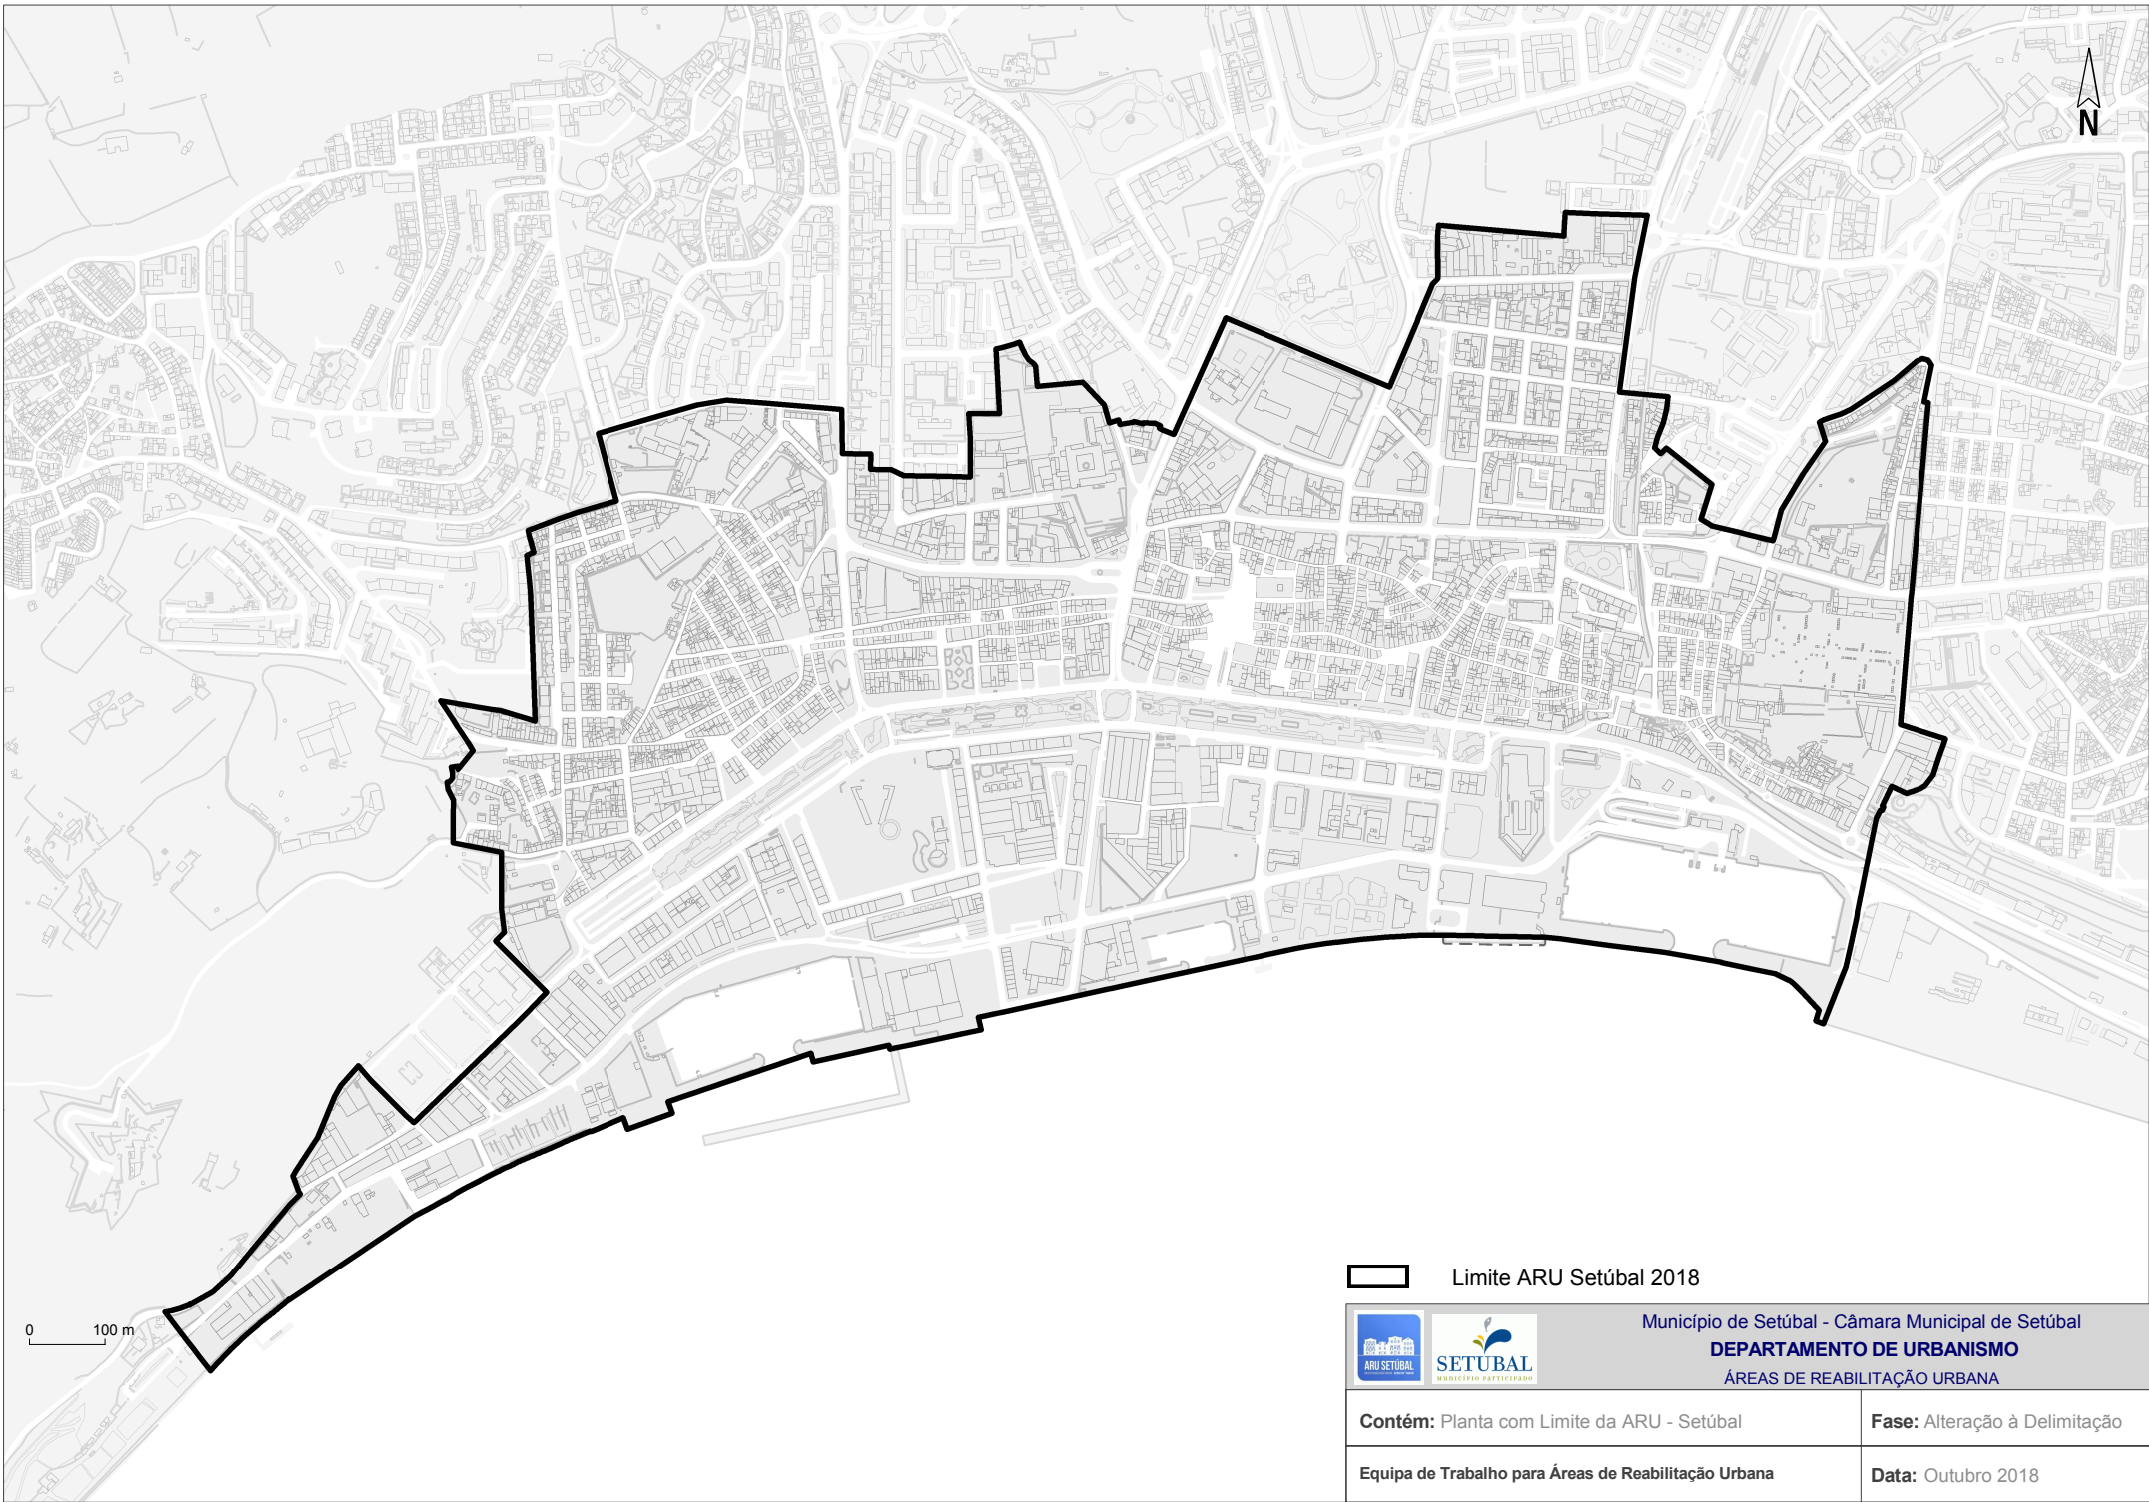 N
0 100 m
Limite ARU Setúbal 2018
ARU SETÚBAL
SETÚBAL
MUNICÍPIO PARTICIPADO
Município de Setúbal - Câmara Municipal de Setúbal
DEPARTAMENTO DE URBANISMO
ÁREAS DE REABILITAÇÃO URBANA
Contém: Planta com Limite da ARU - Setúbal
Fase: Alteração à Delimitação
Equipa de Trabalho para Áreas de Reabilitação Urbana
Data: Outubro 2018